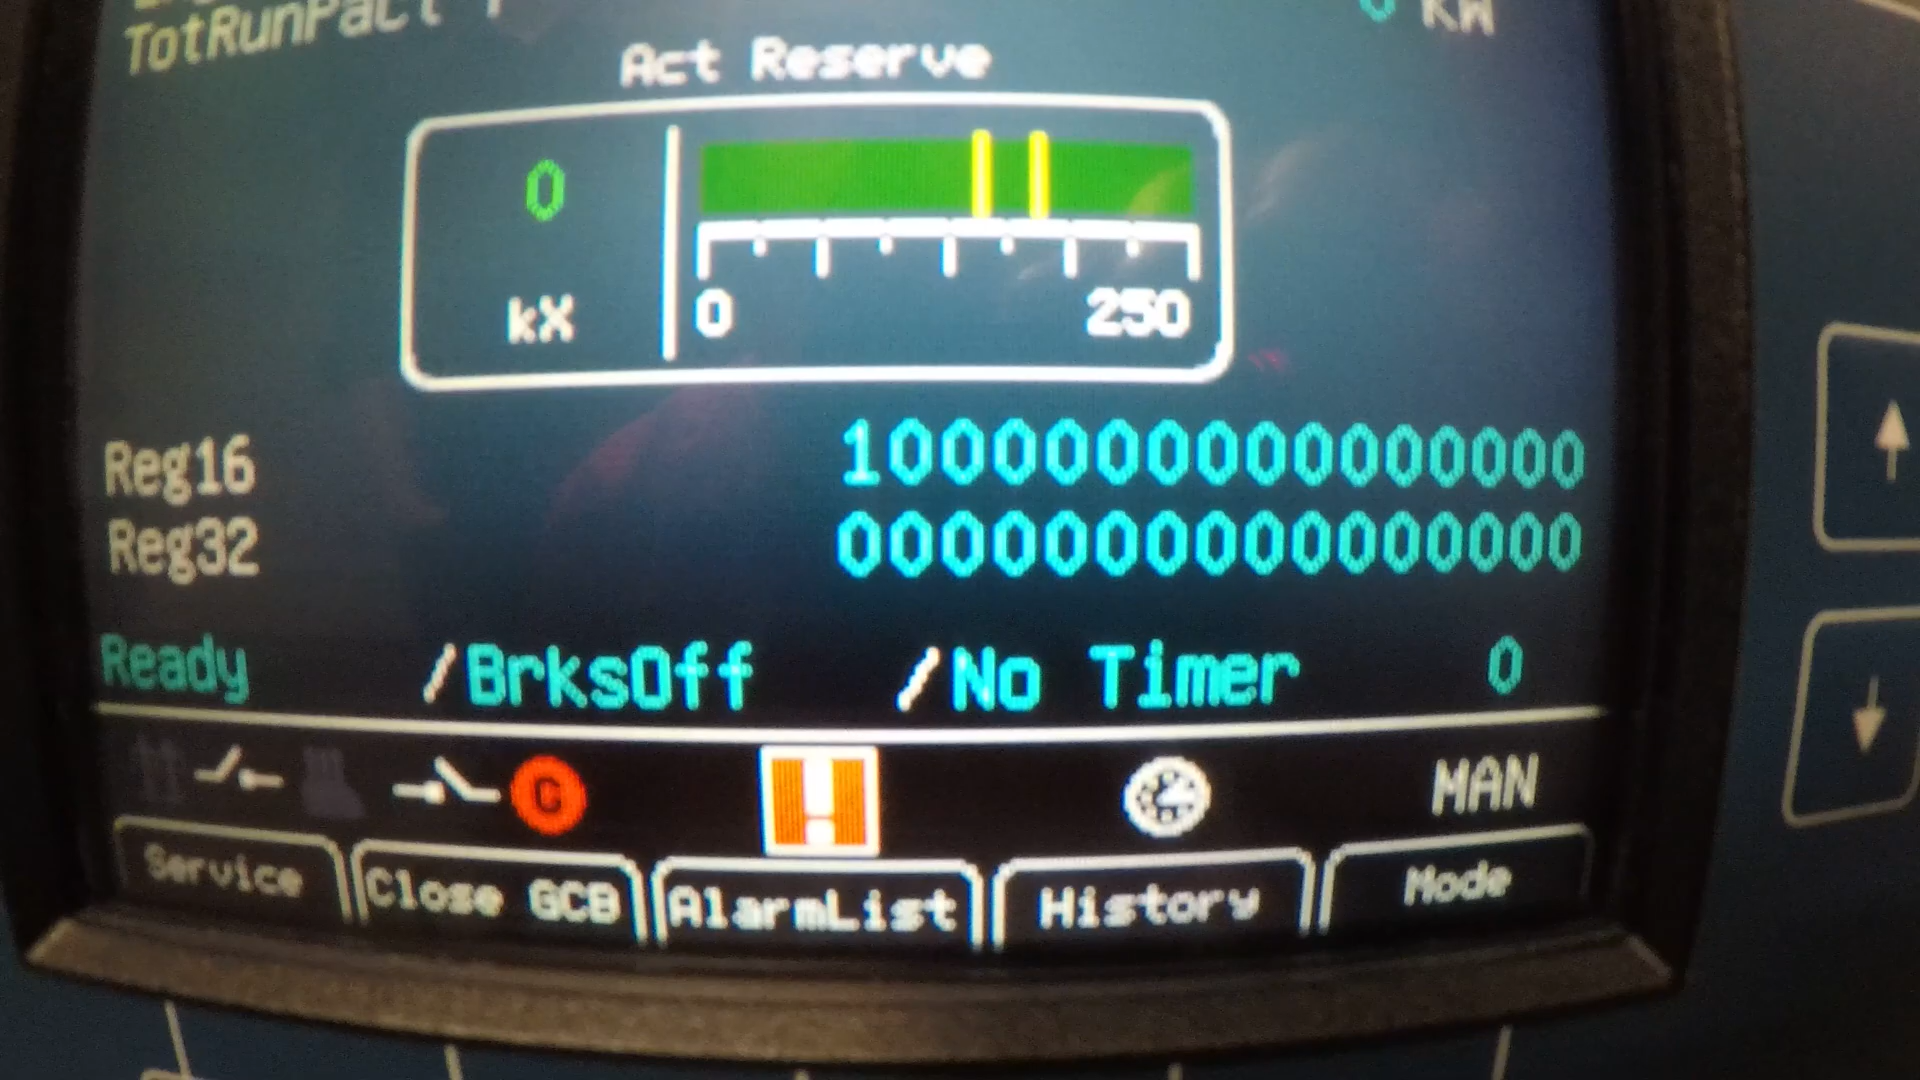 TotRunPact 0 kW
Act Reserve
0
kX
0 250
Reg16 1000000000000000
Reg32 0000000000000000
Ready /BrksOff /No Timer 0
G MAN
Service Close GCB AlarmList History Mode